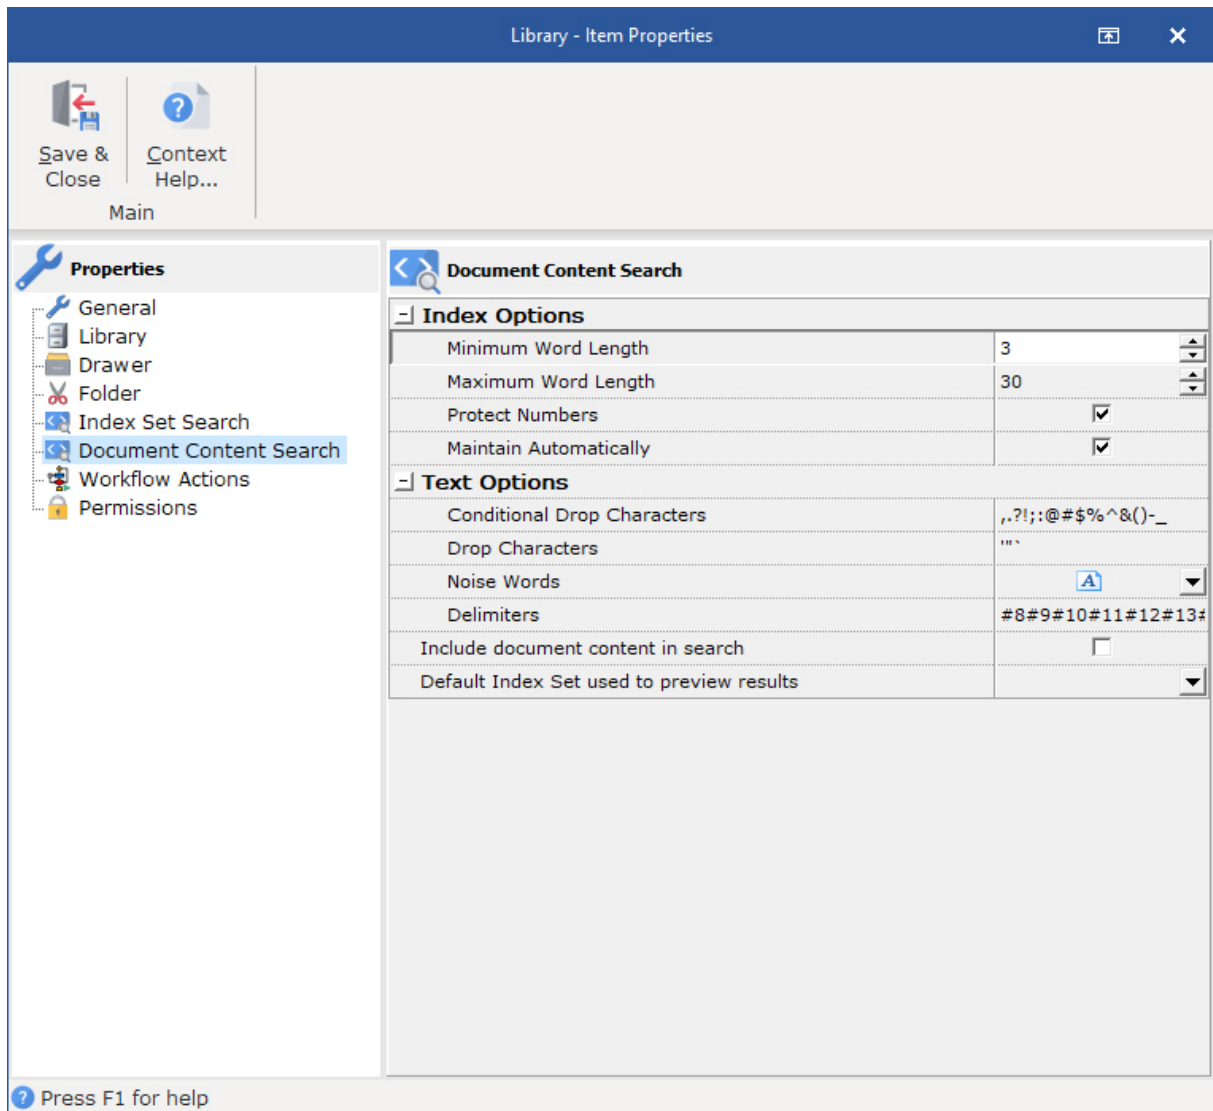 Library - Item Properties
Save & Close
Context Help...
Main
Properties
General
Library
Drawer
Folder
Index Set Search
Document Content Search
Workflow Actions
Permissions
Document Content Search
Index Options
Minimum Word Length 3
Maximum Word Length 30
Protect Numbers
Maintain Automatically
Text Options
Conditional Drop Characters ,.?!;:@#$%^&()-_
Drop Characters '"`
Noise Words A
Delimiters #8#9#10#11#12#13#
Include document content in search
Default Index Set used to preview results
Press F1 for help